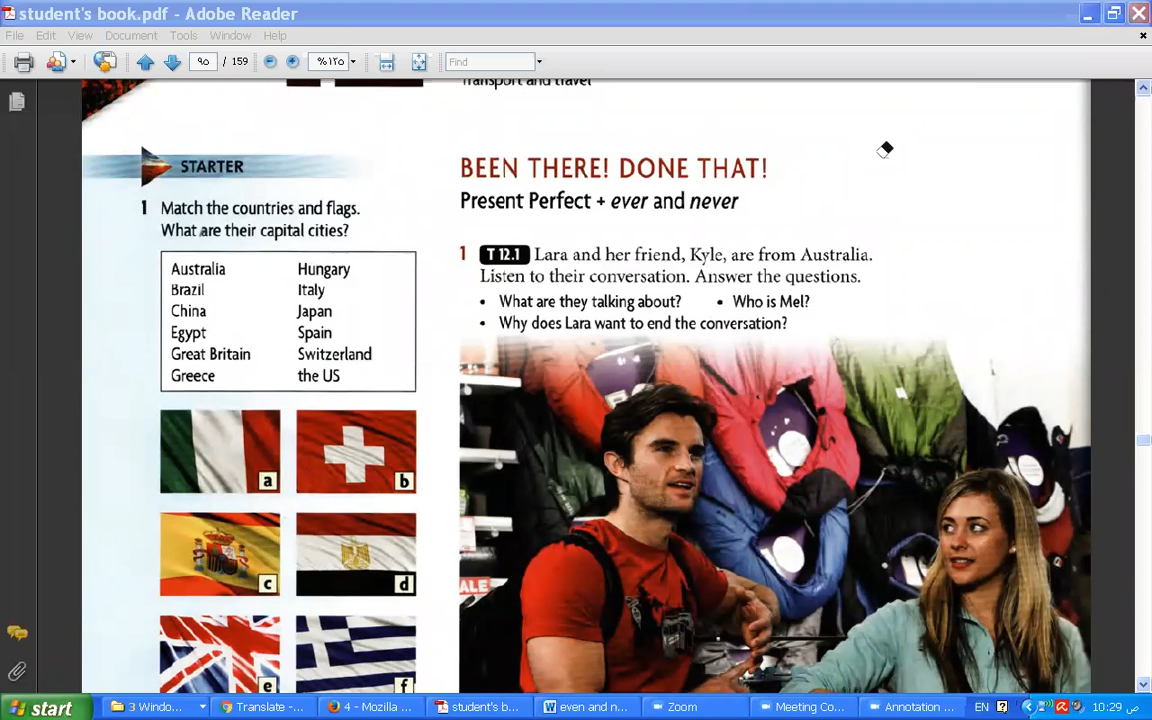 student's book.pdf - Adobe Reader
File Edit View Document Tools Window Help
٩٥ / 159 %١٢٥ Find
Transport and travel
STARTER
1 Match the countries and flags.
What are their capital cities?
Australia Hungary
Brazil Italy
China Japan
Egypt Spain
Great Britain Switzerland
Greece the US
a b
c d
e f
BEEN THERE! DONE THAT!
Present Perfect + ever and never
1 T 12.1 Lara and her friend, Kyle, are from Australia.
Listen to their conversation. Answer the questions.
• What are they talking about? • Who is Mel?
• Why does Lara want to end the conversation?
SALE
start 3 Windo... Translate -... 4 - Mozilla ... student's b... even and n... Zoom Meeting Co... Annotation ... EN ? 10:29 ص